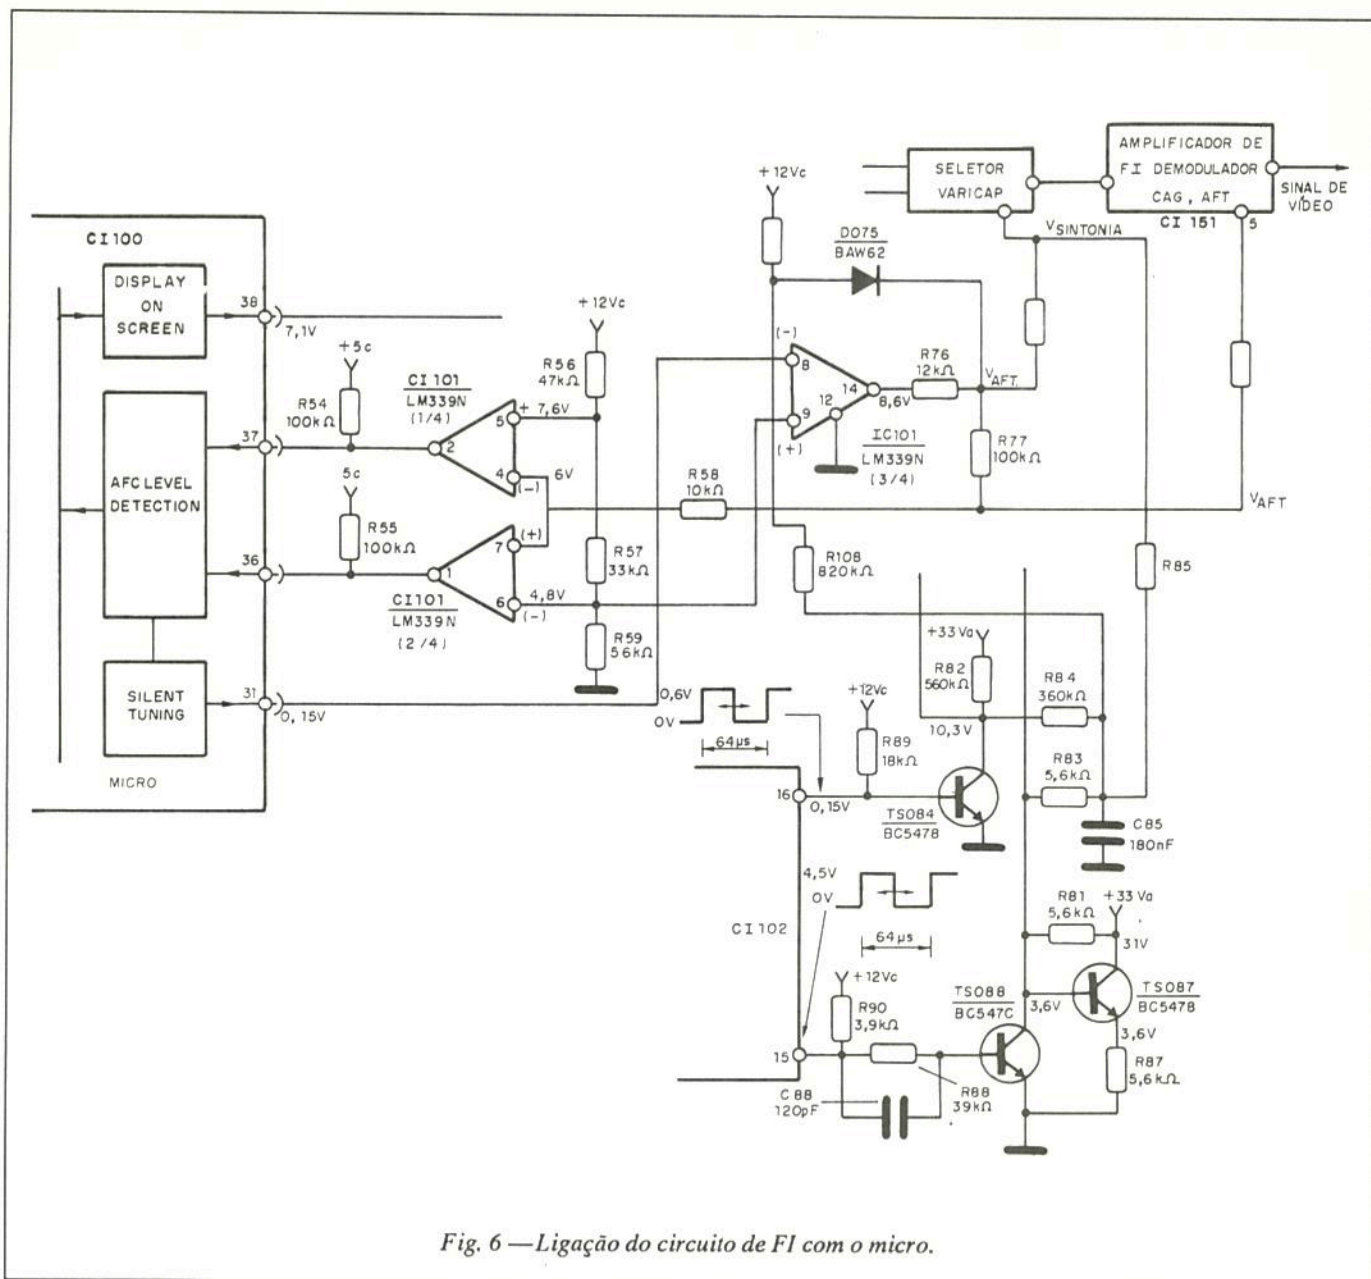 AMPLIFICADOR DE
FI DEMODULADOR
CAG, AFT
CI 151
5
SINAL DE
VÍDEO
SELETOR
VARICAP
VSINTONIA
+12Vc
D075
BAW62
CI100
DISPLAY
ON
SCREEN
38
7,1V
+5c
R54
100kΩ
37
AFC LEVEL
DETECTION
5c
R55
100kΩ
36
SILENT
TUNING
31
0,15V
MICRO
CI 101
LM339N
(1/4)
2
5
+ 7,6V
4
6V
(-)
+12Vc
R56
47kΩ
CI101
LM339N
(2/4)
1
7
(+)
6
4,8V
(-)
R57
33kΩ
R59
56kΩ
R58
10kΩ
(-)
8
9
(+)
12
14
8,6V
IC101
LM339N
(3/4)
R76
12kΩ
VAFT.
R77
100kΩ
VAFT
R108
820kΩ
R85
+33Va
R82
560kΩ
10,3V
R84
360kΩ
R83
5,6kΩ
C85
180nF
0,6V
0V
64µs
+12Vc
R89
18kΩ
16
0,15V
TS084
BC547B
CI102
4,5V
0V
64µs
15
+12Vc
R90
3,9kΩ
C88
120pF
R88
39kΩ
TS088
BC547C
3,6V
R81
5,6kΩ
+33Va
31V
TS087
BC547B
3,6V
R87
5,6kΩ
Fig. 6 —Ligação do circuito de FI com o micro.